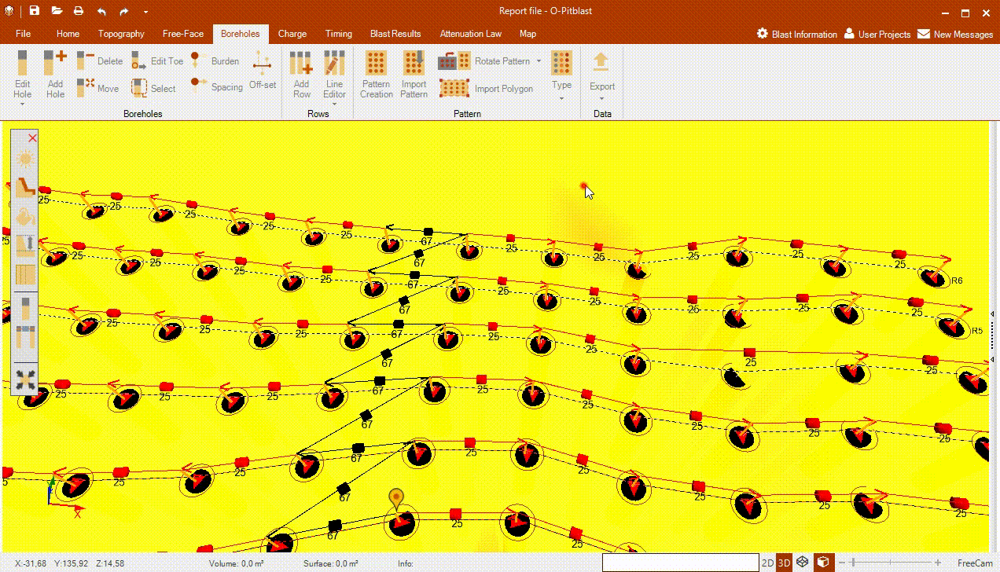 Report file - O-Pitblast
File Home Topography Free-Face Boreholes Charge Timing Blast Results Attenuation Law Map Blast Information User Projects New Messages
Edit Hole Add Hole Delete Edit Toe Burden Off-set Add Row Line Editor Pattern Creation Import Pattern Rotate Pattern Type Export
Move Select Spacing Import Polygon
Boreholes Rows Pattern Data
25 25 25 25 25 67 25 25 25 25 25
67
R6
25 25 25 25 67 25 25 25 25
67
R5
25 25 25 67 25 25 25
67
25 25 25 67 25 25 25 25 25
67
5 25 25 67 25 25 25 25 25
67
67 25 25
X
X:-31,68 Y:135,92 Z:14,58 Volume: 0,0 m³ Surface: 0,0 m² Info: 2D 3D FreeCam